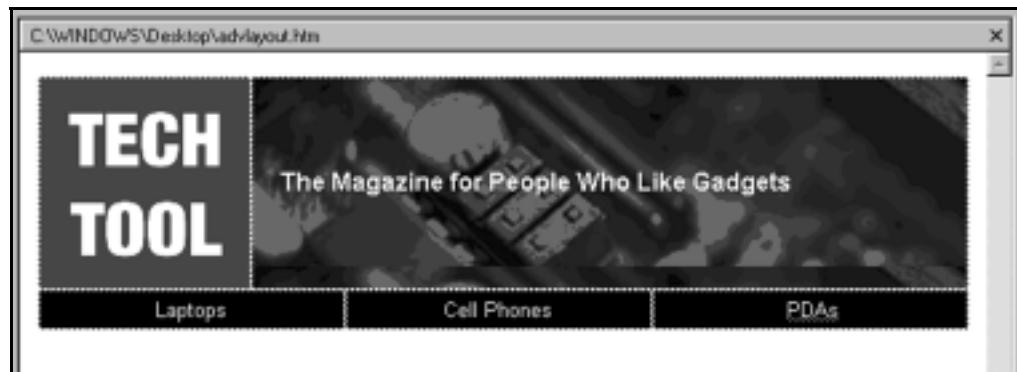 C:\WINDOWS\Desktop\advlayout.htm
TECH
TOOL
The Magazine for People Who Like Gadgets
Laptops Cell Phones PDAs